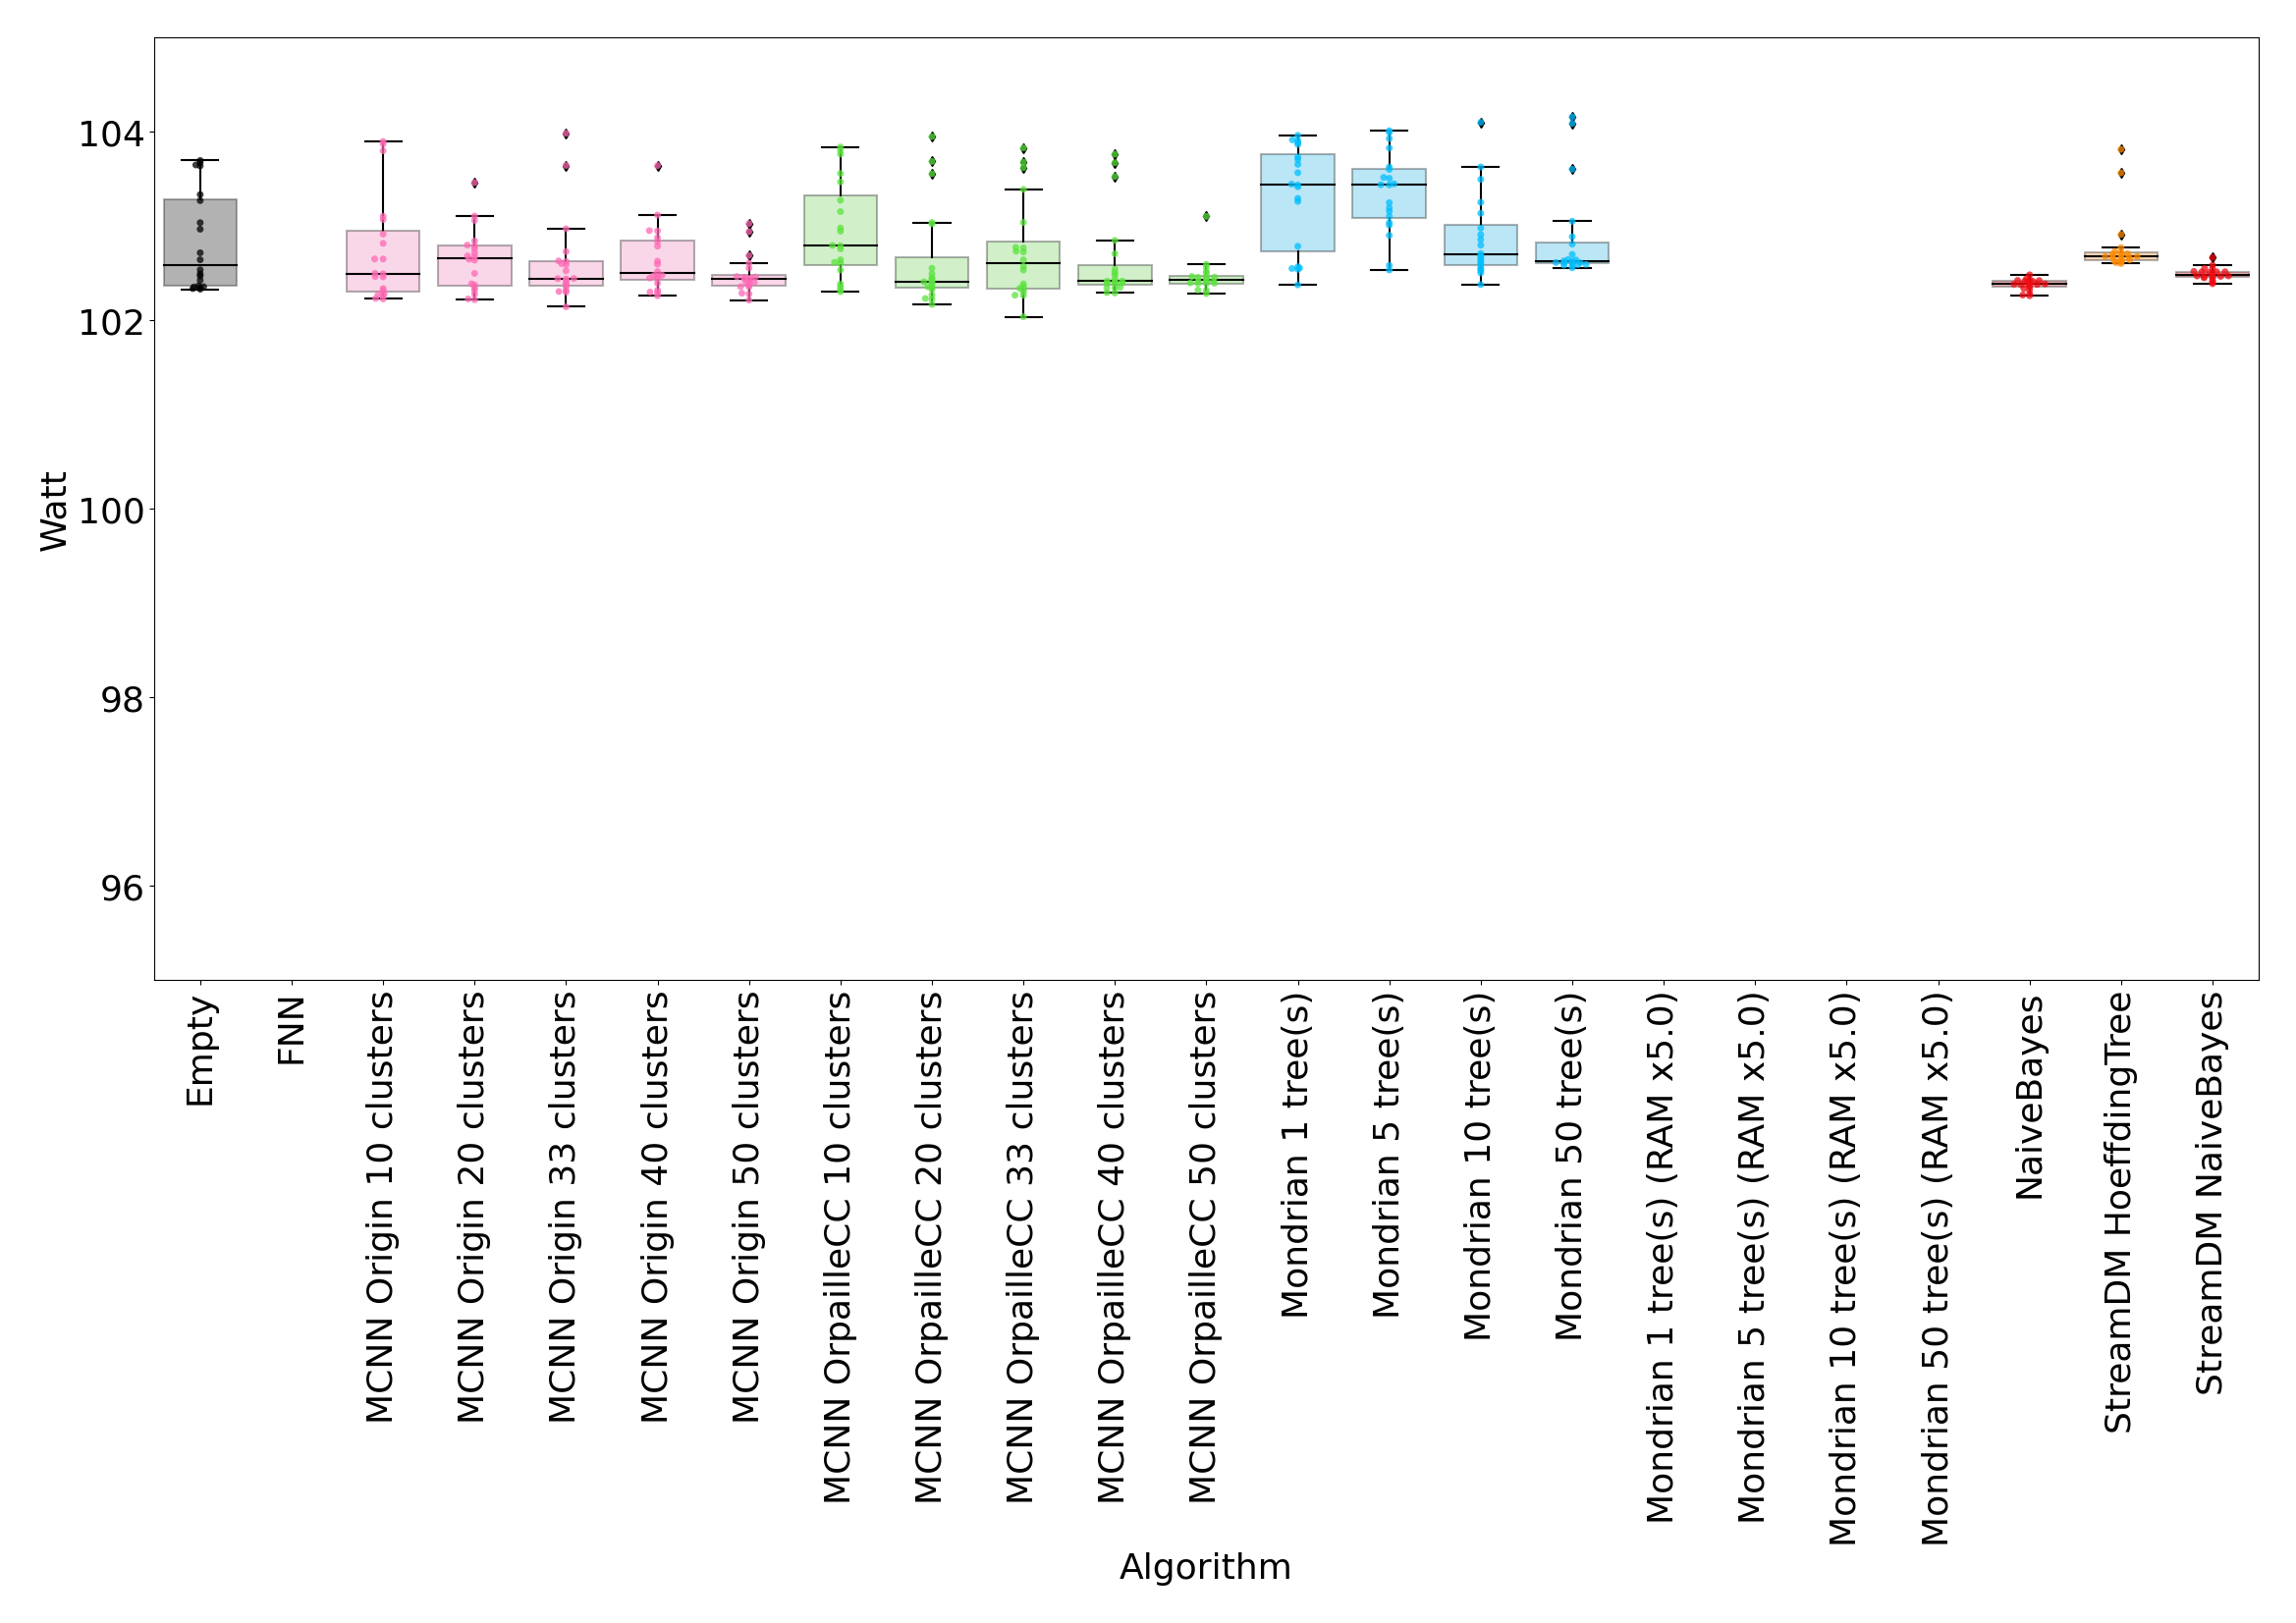 104
102
100
98
96
Watt
Empty
FNN
MCNN Origin 10 clusters
MCNN Origin 20 clusters
MCNN Origin 33 clusters
MCNN Origin 40 clusters
MCNN Origin 50 clusters
MCNN OrpailleCC 10 clusters
MCNN OrpailleCC 20 clusters
MCNN OrpailleCC 33 clusters
MCNN OrpailleCC 40 clusters
MCNN OrpailleCC 50 clusters
Mondrian 1 tree(s)
Mondrian 5 tree(s)
Mondrian 10 tree(s)
Mondrian 50 tree(s)
Mondrian 1 tree(s) (RAM x5.0)
Mondrian 5 tree(s) (RAM x5.0)
Mondrian 10 tree(s) (RAM x5.0)
Mondrian 50 tree(s) (RAM x5.0)
NaiveBayes
StreamDM HoeffdingTree
StreamDM NaiveBayes
Algorithm